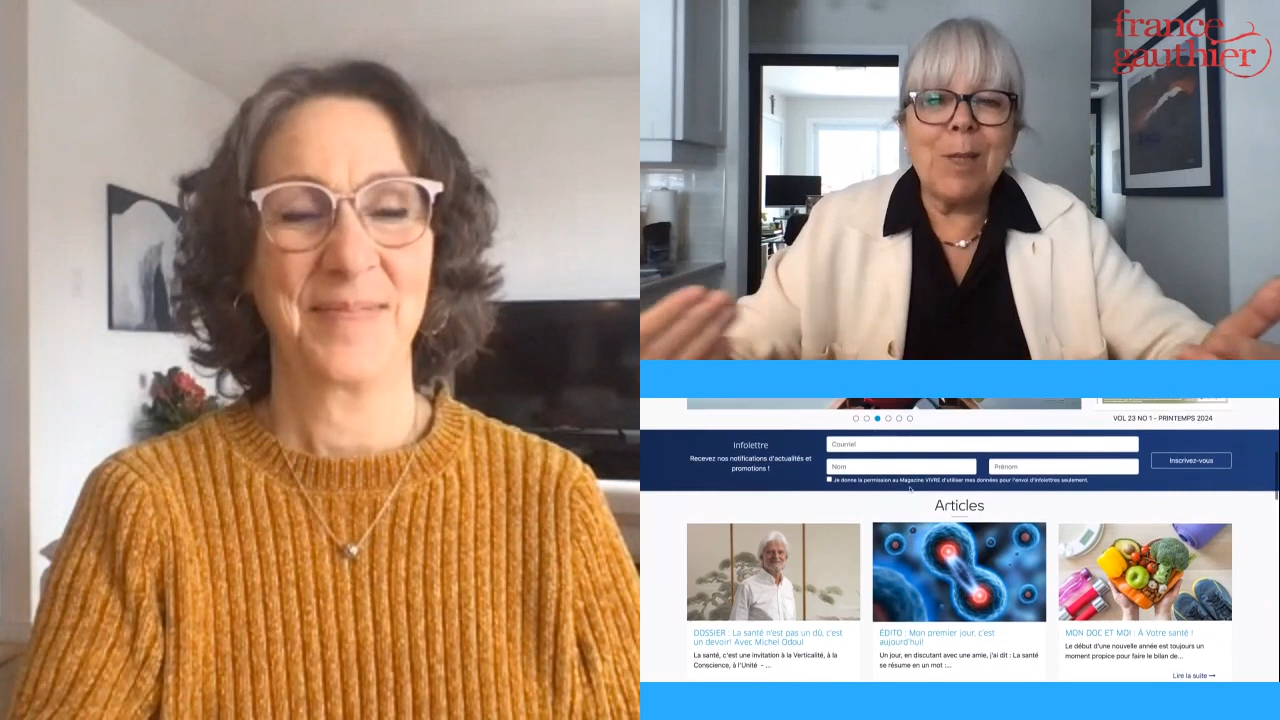 france
gauthier
VOL 23 NO 1 - PRINTEMPS 2024
Infolettre
Recevez nos notifications d'actualités et
promotions !
Courriel
Nom
Prénom
Je donne la permission au Magazine VIVRE d'utiliser mes données pour l'envoi d'infolettres seulement.
Inscrivez-vous
Articles
DOSSIER : La santé n'est pas un dû, c'est
un devoir! Avec Michel Odoul
La santé, c'est une invitation à la Verticalité, à la
Conscience, à l'Unité - ...
ÉDITO : Mon premier jour, c'est
aujourd'hui!
Un jour, en discutant avec une amie, j'ai dit : La santé
se résume en un mot :...
MON DOC ET MOI : À Votre santé !
Le début d'une nouvelle année est toujours un
moment propice pour faire le bilan de...
Lire la suite